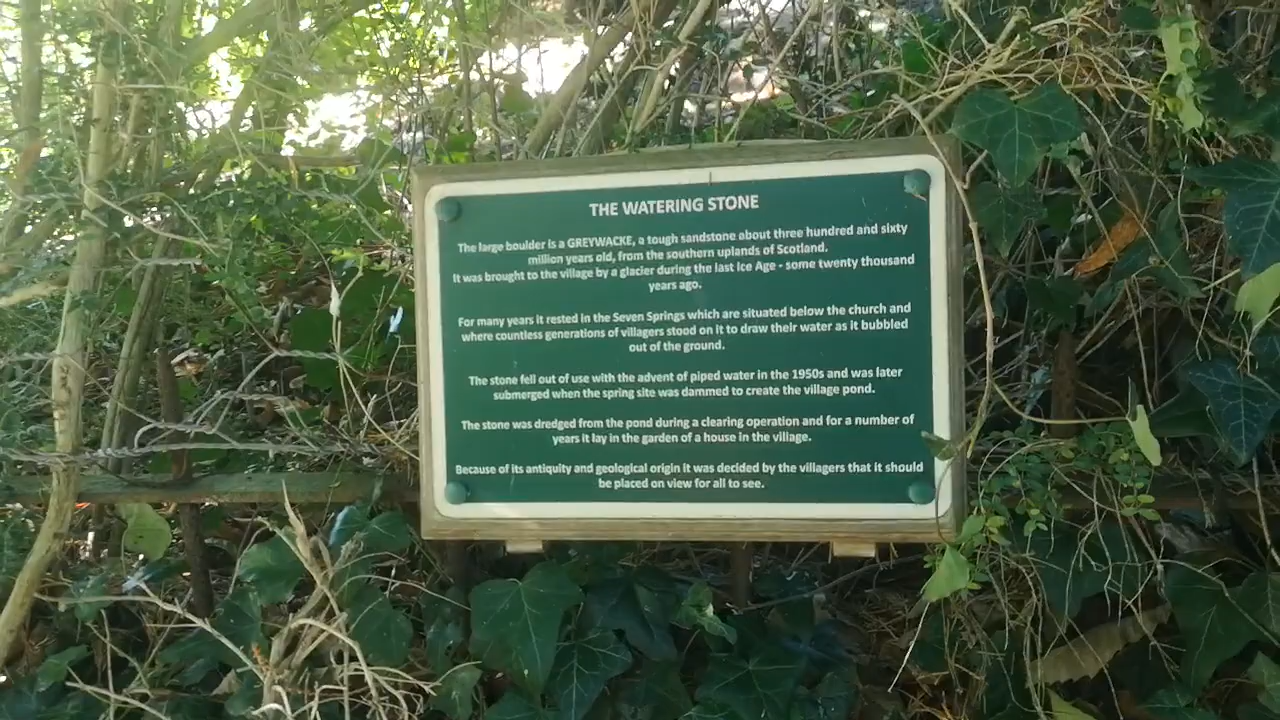 THE WATERING STONE
The large boulder is a GREYWACKE, a tough sandstone about three hundred and sixty
million years old, from the southern uplands of Scotland.
It was brought to the village by a glacier during the last Ice Age - some twenty thousand
years ago.
For many years it rested in the Seven Springs which are situated below the church and
where countless generations of villagers stood on it to draw their water as it bubbled
out of the ground.
The stone fell out of use with the advent of piped water in the 1950s and was later
submerged when the spring site was dammed to create the village pond.
The stone was dredged from the pond during a clearing operation and for a number of
years it lay in the garden of a house in the village.
Because of its antiquity and geological origin it was decided by the villagers that it should
be placed on view for all to see.